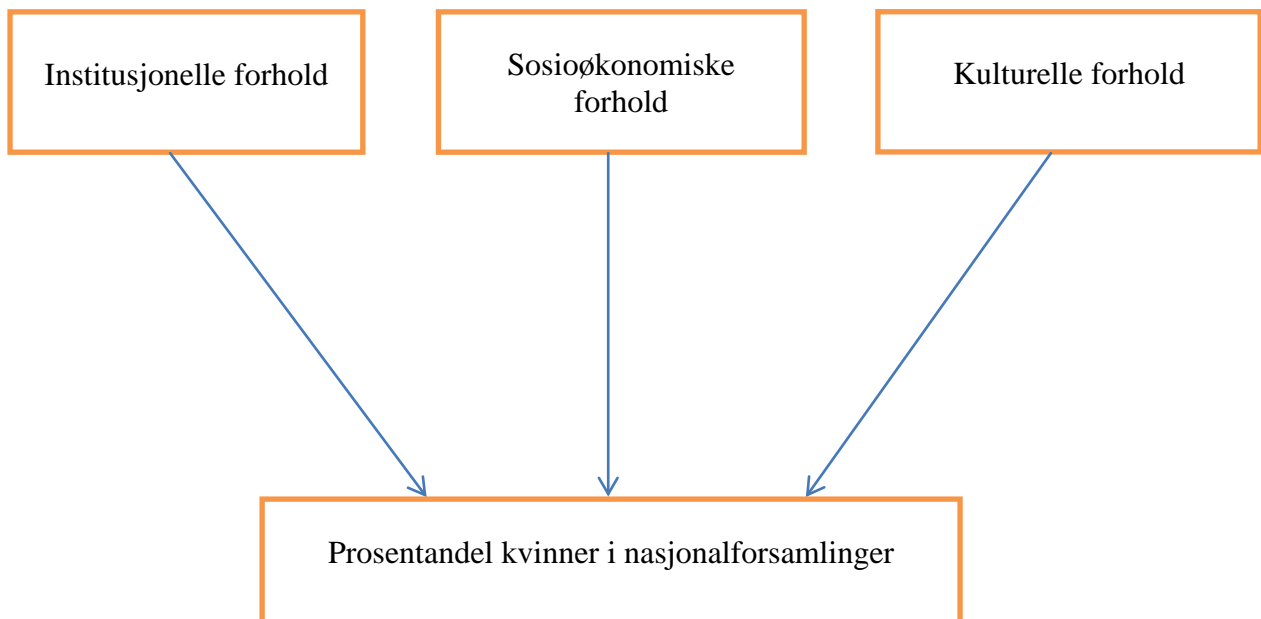 Institusjonelle forhold
Sosioøkonomiske
forhold
Kulturelle forhold
Prosentandel kvinner i nasjonalforsamlinger